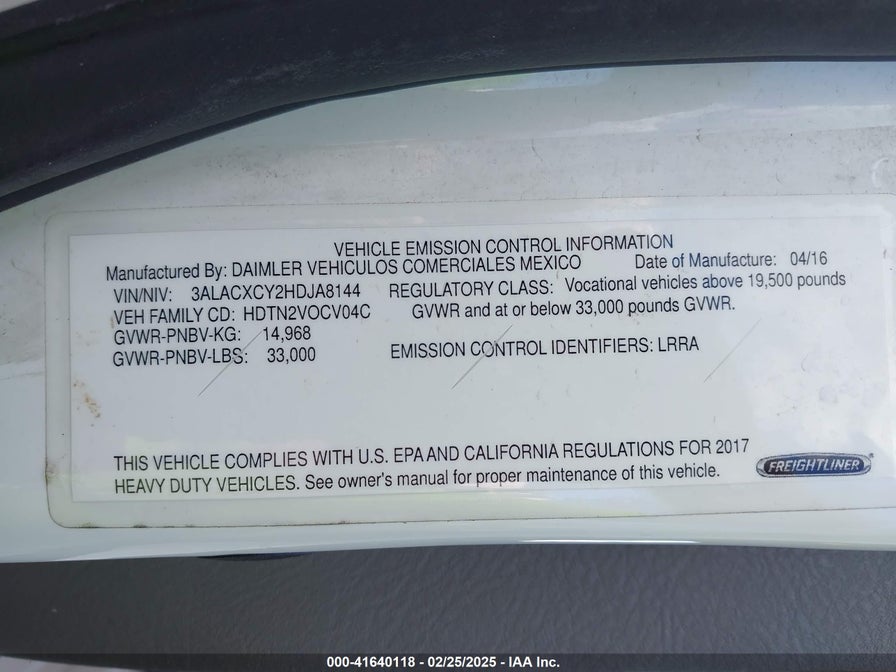 VEHICLE EMISSION CONTROL INFORMATION
Manufactured By: DAIMLER VEHICULOS COMERCIALES MEXICO Date of Manufacture: 04/16
VIN/NIV: 3ALACXCY2HDJA8144 REGULATORY CLASS: Vocational vehicles above 19,500 pounds
VEH FAMILY CD: HDTN2VOCV04C GVWR and at or below 33,000 pounds GVWR.
GVWR-PNBV-KG: 14,968
GVWR-PNBV-LBS: 33,000 EMISSION CONTROL IDENTIFIERS: LRRA
THIS VEHICLE COMPLIES WITH U.S. EPA AND CALIFORNIA REGULATIONS FOR 2017
HEAVY DUTY VEHICLES. See owner's manual for proper maintenance of this vehicle.
FREIGHTLINER
000-41640118 - 02/25/2025 - IAA Inc.